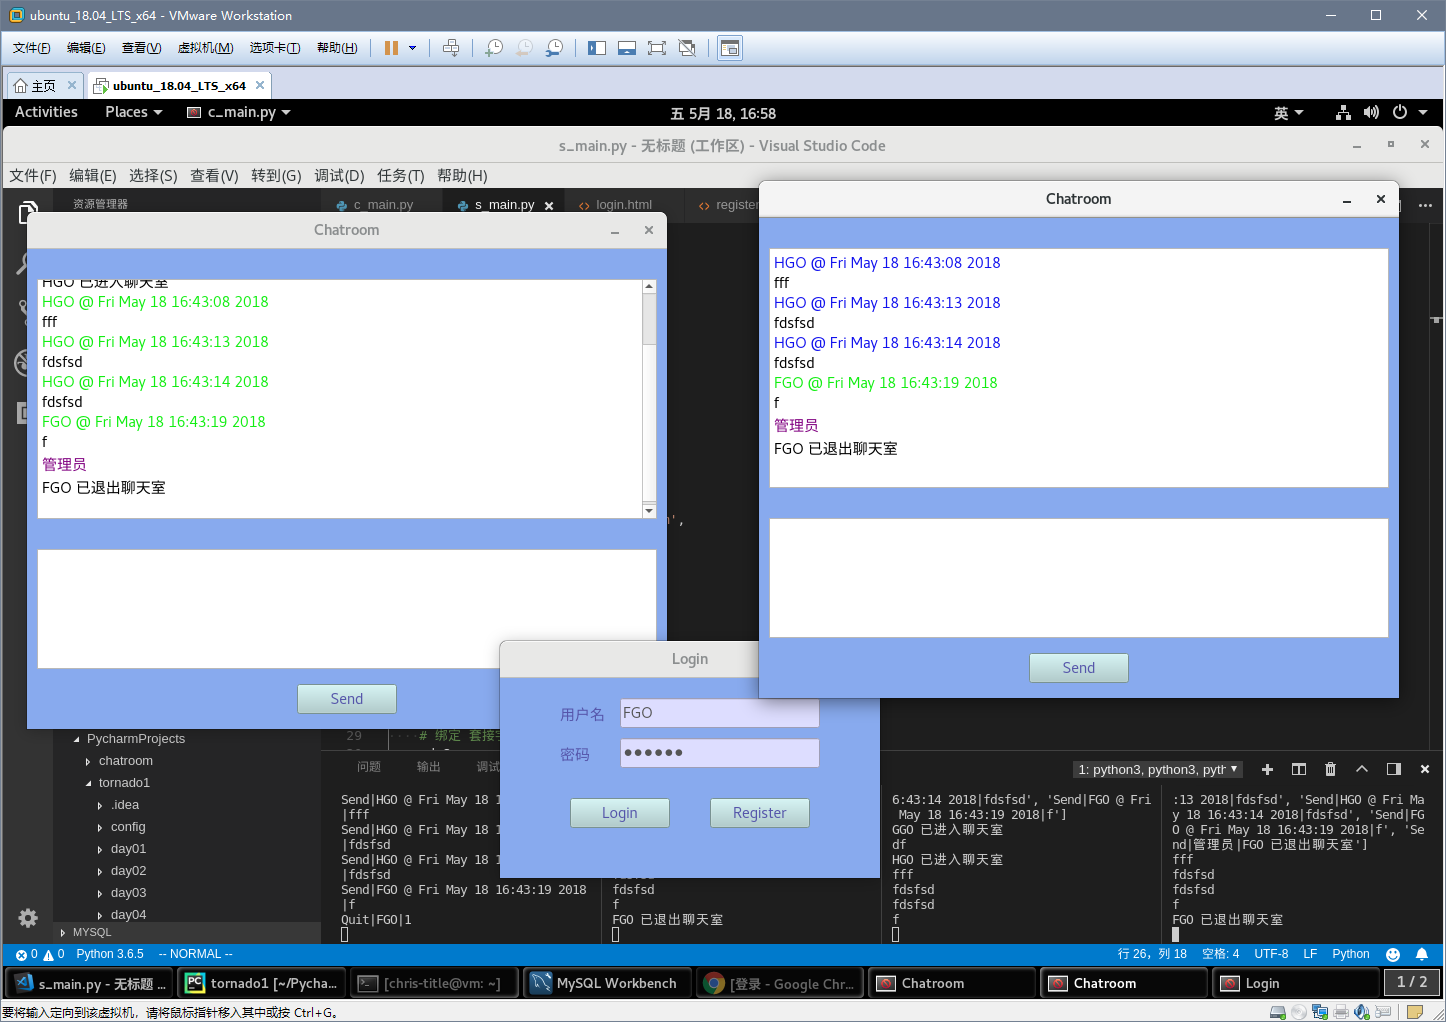 ubuntu_18.04_LTS_x64 - VMware Workstation
文件(F) 编辑(E) 查看(V) 虚拟机(M) 选项卡(T) 帮助(H)
主页 ubuntu_18.04_LTS_x64
Activities Places c_main.py 五 5月 18, 16:58 英
s_main.py - 无标题 (工作区) - Visual Studio Code
文件(F) 编辑(E) 选择(S) 查看(V) 转到(G) 调试(D) 任务(T) 帮助(H)
资源管理器 c_main.py s_main.py login.html register
Chatroom
HGO 已进入聊天室
HGO @ Fri May 18 16:43:08 2018
fff
HGO @ Fri May 18 16:43:13 2018
fdsfsd
HGO @ Fri May 18 16:43:14 2018
fdsfsd
FGO @ Fri May 18 16:43:19 2018
f
管理员
FGO 已退出聊天室
Send
Chatroom
HGO @ Fri May 18 16:43:08 2018
fff
HGO @ Fri May 18 16:43:13 2018
fdsfsd
HGO @ Fri May 18 16:43:14 2018
fdsfsd
FGO @ Fri May 18 16:43:19 2018
f
管理员
FGO 已退出聊天室
Send
Login
用户名 FGO
密码 ●●●●●●
Login Register
PycharmProjects
chatroom
tornado1
.idea
config
day01
day02
day03
day04
MYSQL
29 # 绑定 套接
问题 输出 调试
1: python3, python3, pyth
Send|HGO @ Fri May 18 1
|fff
Send|HGO @ Fri May 18 1
|fdsfsd
Send|HGO @ Fri May 18 1
|fdsfsd
Send|FGO @ Fri May 18 16:43:19 2018
|f
Quit|FGO|1
fdsfsd
f
FGO 已退出聊天室
6:43:14 2018|fdsfsd', 'Send|FGO @ Fri
May 18 16:43:19 2018|f']
GGO 已进入聊天室
df
HGO 已进入聊天室
fff
fdsfsd
fdsfsd
f
:13 2018|fdsfsd', 'Send|HGO @ Fri Ma
y 18 16:43:14 2018|fdsfsd', 'Send|FG
O @ Fri May 18 16:43:19 2018|f', 'Se
nd|管理员|FGO 已退出聊天室']
fff
fdsfsd
fdsfsd
f
FGO 已退出聊天室
0 0 Python 3.6.5 -- NORMAL -- 行 26，列 18 空格: 4 UTF-8 LF Python
s_main.py - 无标题 ... tornado1 [~/Pycha... [chris-title@vm: ~] MySQL Workbench [登录 - Google Chr... Chatroom Chatroom Login 1 / 2
要将输入定向到该虚拟机，请将鼠标指针移入其中或按 Ctrl+G。